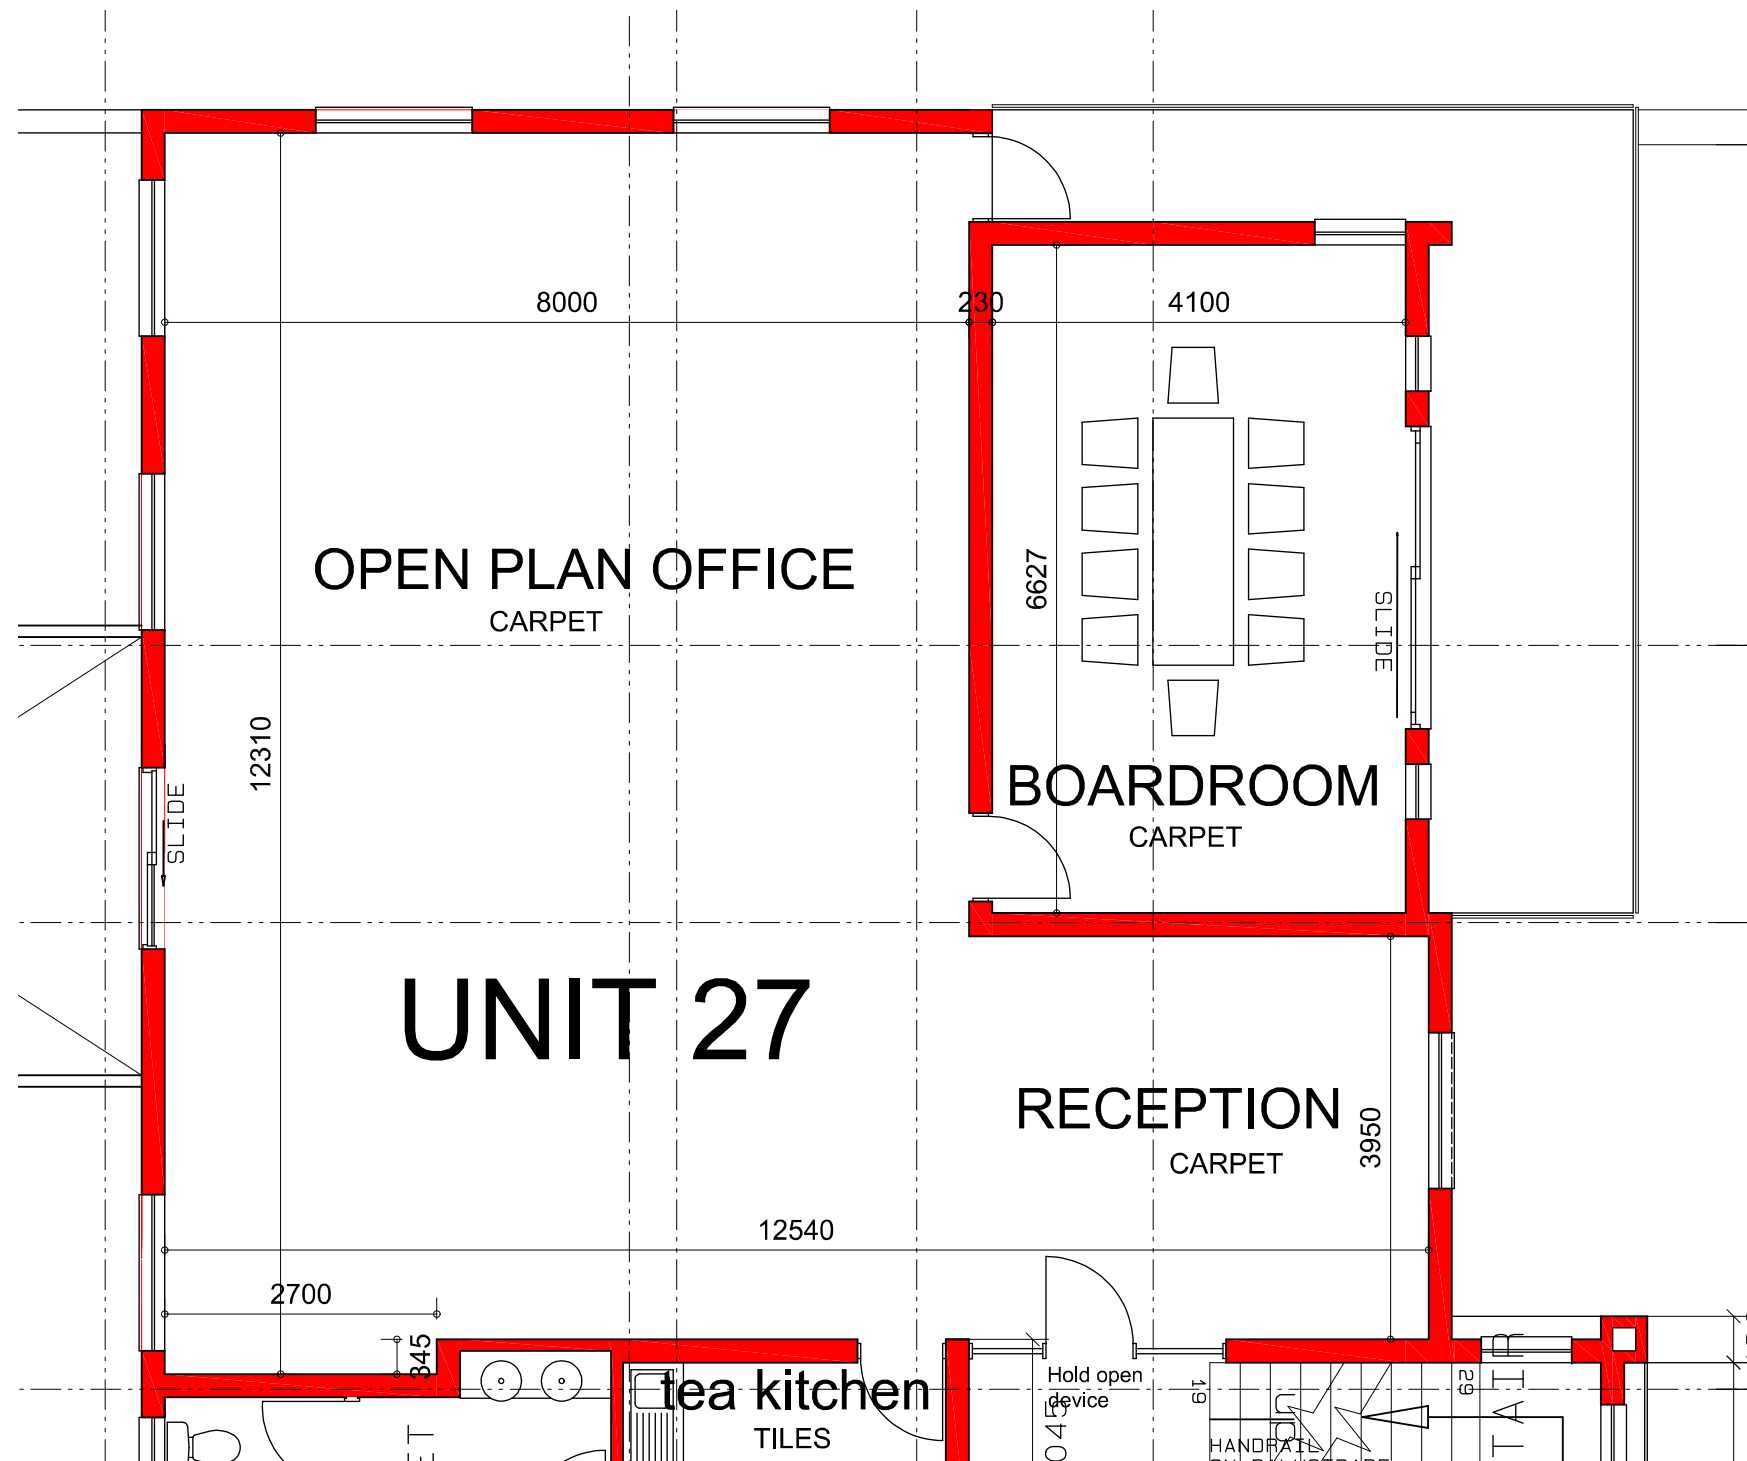 8000
230
4100
OPEN PLAN OFFICE
CARPET
6627
SLIDE
12310
SLIDE
BOARDROOM
CARPET
UNIT 27
RECEPTION
CARPET
3950
12540
2700
345
tea kitchen
TILES
Hold open
device
19
29
up
HANDRAIL